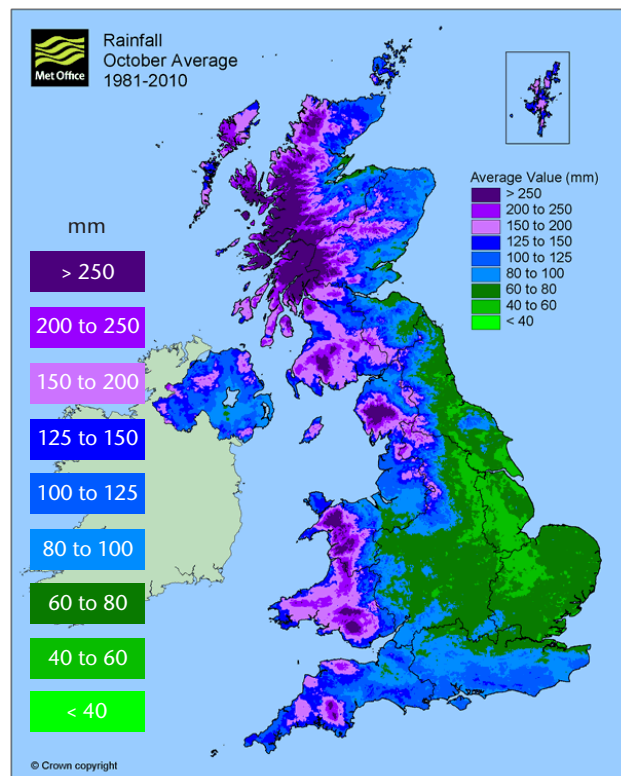 Met Office
Rainfall
October Average
1981-2010
Average Value (mm)
> 250
200 to 250
150 to 200
125 to 150
100 to 125
80 to 100
60 to 80
40 to 60
< 40
mm
> 250
200 to 250
150 to 200
125 to 150
100 to 125
80 to 100
60 to 80
40 to 60
< 40
© Crown copyright